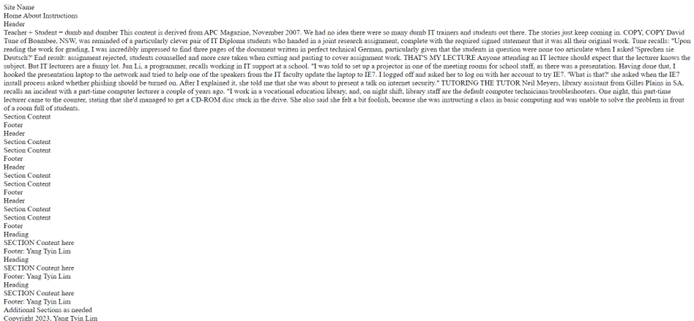 Site Name
Home About Instructions
Header
Teacher + Student = dumb and dumber This content is derived from APC Magazine, November 2007. We had no idea there were so many dumb IT trainers and students out there. The stories just keep coming in. COPY, COPY David
Tune of Boambee, NSW, was reminded of a particularly clever pair of IT Diploma students who handed in a joint research assignment, complete with the required signed statement that it was all their original work. Tune recalls: "Upon
reading the work for grading, I was incredibly impressed to find three pages of the document written in perfect technical German, particularly given that the students in question were none too articulate when I asked 'Sprechen sie
Deutsch?' End result: assignment rejected, students counselled and more care taken when cutting and pasting to cover assignment work. THAT'S MY LECTURE Anyone attending an IT lecture should expect that the lecturer knows the
subject. But IT lecturers are a funny lot. Jun Li, a programmer, recalls working in IT support at a school. "I was told to set up a projector in one of the meeting rooms for school staff, as there was a presentation. Having done that, I
hooked the presentation laptop to the network and tried to help one of the speakers from the IT faculty update the laptop to IE7. I logged off and asked her to log on with her account to try IE7. 'What is that?' she asked when the IE7
install process asked whether phishing should be turned on. After I explained it, she told me that she was about to present a talk on internet security." TUTORING THE TUTOR Neil Meyers, library assistant from Gilles Plains in SA,
recalls an incident with a part-time computer lecturer a couple of years ago. "I work in a vocational education library, and, on night shift, library staff are the default computer technicians/troubleshooters. One night, this part-time
lecturer came to the counter, stating that she'd managed to get a CD-ROM disc stuck in the drive. She also said she felt a bit foolish, because she was instructing a class in basic computing and was unable to solve the problem in front
of a room full of students.
Section Content
Footer
Header
Section Content
Section Content
Footer
Header
Section Content
Section Content
Footer
Header
Section Content
Section Content
Footer
Heading
SECTION Content here
Footer: Yang Tyin Lim
Heading
SECTION Content here
Footer: Yang Tyin Lim
Heading
SECTION Content here
Footer: Yang Tyin Lim
Additional Sections as needed
Copyright 2023, Yang Tyin Lim